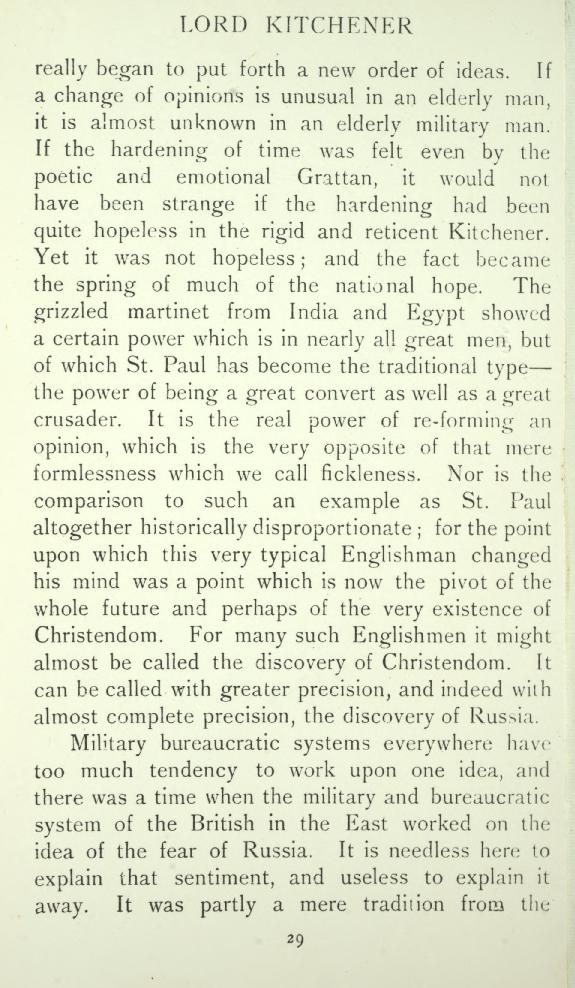 LORD KITCHENER
really began to put forth a new order of ideas. If
a change of opinions is unusual in an elderly man,
it is almost unknown in an elderly military man.
If the hardening of time was felt even by the
poetic and emotional Grattan, it would not
have been strange if the hardening had been
quite hopeless in the rigid and reticent Kitchener.
Yet it was not hopeless; and the fact became
the spring of much of the national hope. The
grizzled martinet from India and Egypt showed
a certain power which is in nearly all great men, but
of which St. Paul has become the traditional type—
the power of being a great convert as well as a great
crusader. It is the real power of re-forming an
opinion, which is the very opposite of that mere
formlessness which we call fickleness. Nor is the
comparison to such an example as St. Paul
altogether historically disproportionate; for the point
upon which this very typical Englishman changed
his mind was a point which is now the pivot of the
whole future and perhaps of the very existence of
Christendom. For many such Englishmen it might
almost be called the discovery of Christendom. It
can be called with greater precision, and indeed with
almost complete precision, the discovery of Russia.
Military bureaucratic systems everywhere have
too much tendency to work upon one idea, and
there was a time when the military and bureaucratic
system of the British in the East worked on the
idea of the fear of Russia. It is needless here to
explain that sentiment, and useless to explain it
away. It was partly a mere tradition from the
29